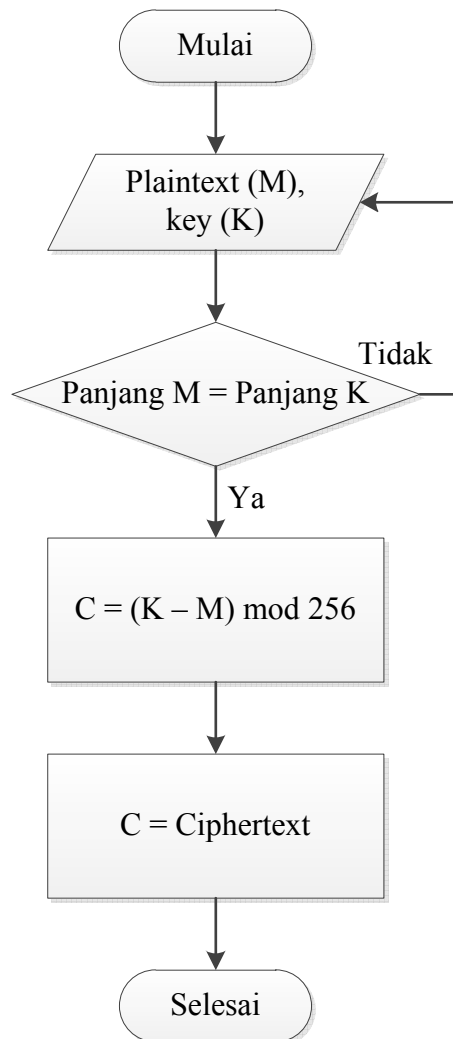 Mulai
Plaintext (M),
key (K)
Tidak
Panjang M = Panjang K
Ya
C = (K – M) mod 256
C = Ciphertext
Selesai